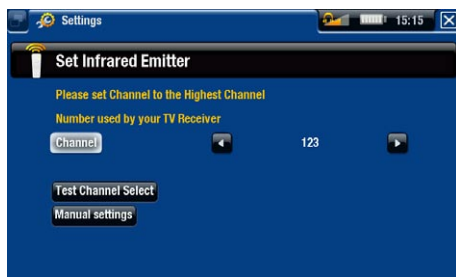 Settings
15:15
Set Infrared Emitter
Please set Channel to the Highest Channel
Number used by your TV Receiver
Channel 123
Test Channel Select
Manual settings